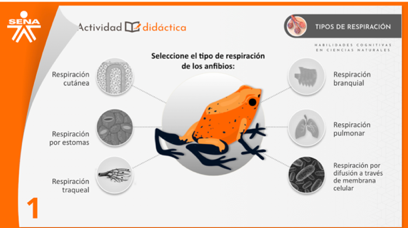 SENA
Actividad didáctica
TIPOS DE RESPIRACIÓN
HABILIDADES COGNITIVAS
EN CIENCIAS NATURALES
Seleccione el tipo de respiración
de los anfibios:
Respiración
cutánea
Respiración
branquial
Respiración
por estomas
Respiración
pulmonar
Respiración
traqueal
Respiración por
difusión a través
de membrana
celular
1